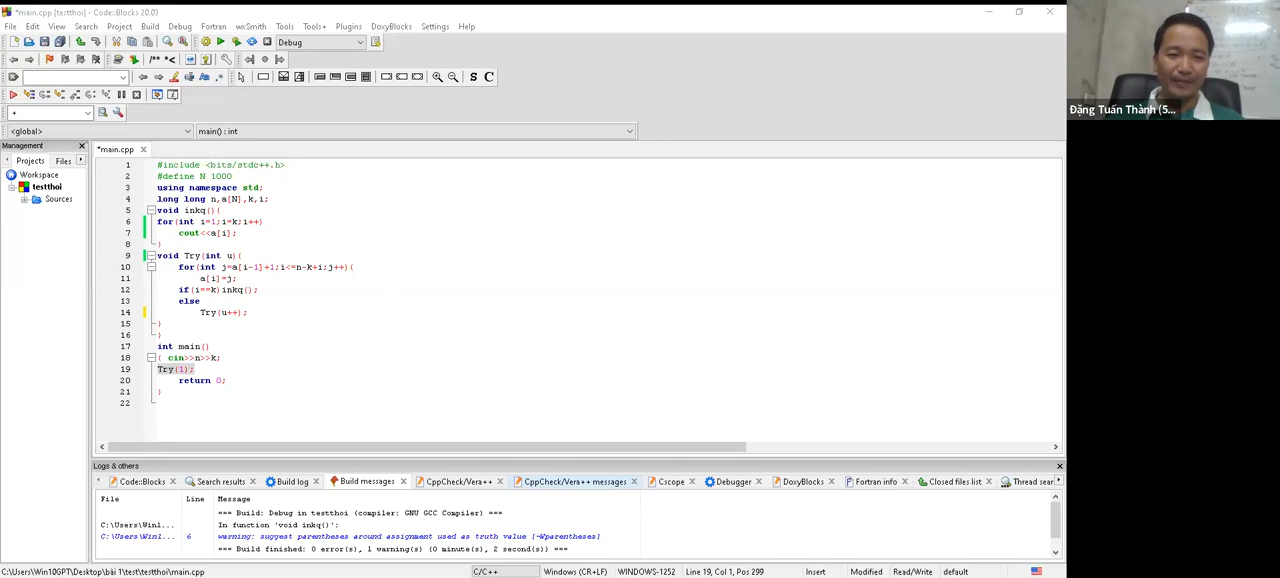 *main.cpp [testthoi] - Code::Blocks 20.03
File Edit View Search Project Build Debug Fortran wxSmith Tools Tools+ Plugins DoxyBlocks Settings Help
Debug
/** *<
S C
<global> main() : int
Management
*main.cpp
Projects Files
Workspace
testthoi
Sources
1 #include <bits/stdc++.h>
2 #define N 1000
3 using namespace std;
4 long long n,a[N],k,i;
5 void inkq(){
6 for(int i=1;i=k;i++)
7 cout<<a[i];
8 }
9 void Try(int u){
10 for(int j=a[i-1]+1;i<=n-k+i;j++){
11 a[i]=j;
12 if(i==k)inkq();
13 else
14 Try(u++);
15 }
16 }
17 int main()
18 { cin>>n>>k;
19 Try(1);
20 return 0;
21 }
22
Logs & others
Code::Blocks Search results Build log Build messages CppCheck/Vera++ CppCheck/Vera++ messages Cscope Debugger DoxyBlocks Fortran info Closed files list Thread sear
File Line Message
=== Build: Debug in testthoi (compiler: GNU GCC Compiler) ===
C:\Users\Win1... In function 'void inkq()':
C:\Users\Win1... 6 warning: suggest parentheses around assignment used as truth value [-Wparentheses]
=== Build finished: 0 error(s), 1 warning(s) (0 minute(s), 2 second(s)) ===
C:\Users\Win10GPT\Desktop\bài 1\test\testthoi\main.cpp C/C++ Windows (CR+LF) WINDOWS-1252 Line 19, Col 1, Pos 299 Insert Modified Read/Write default
Đặng Tuấn Thành (5...